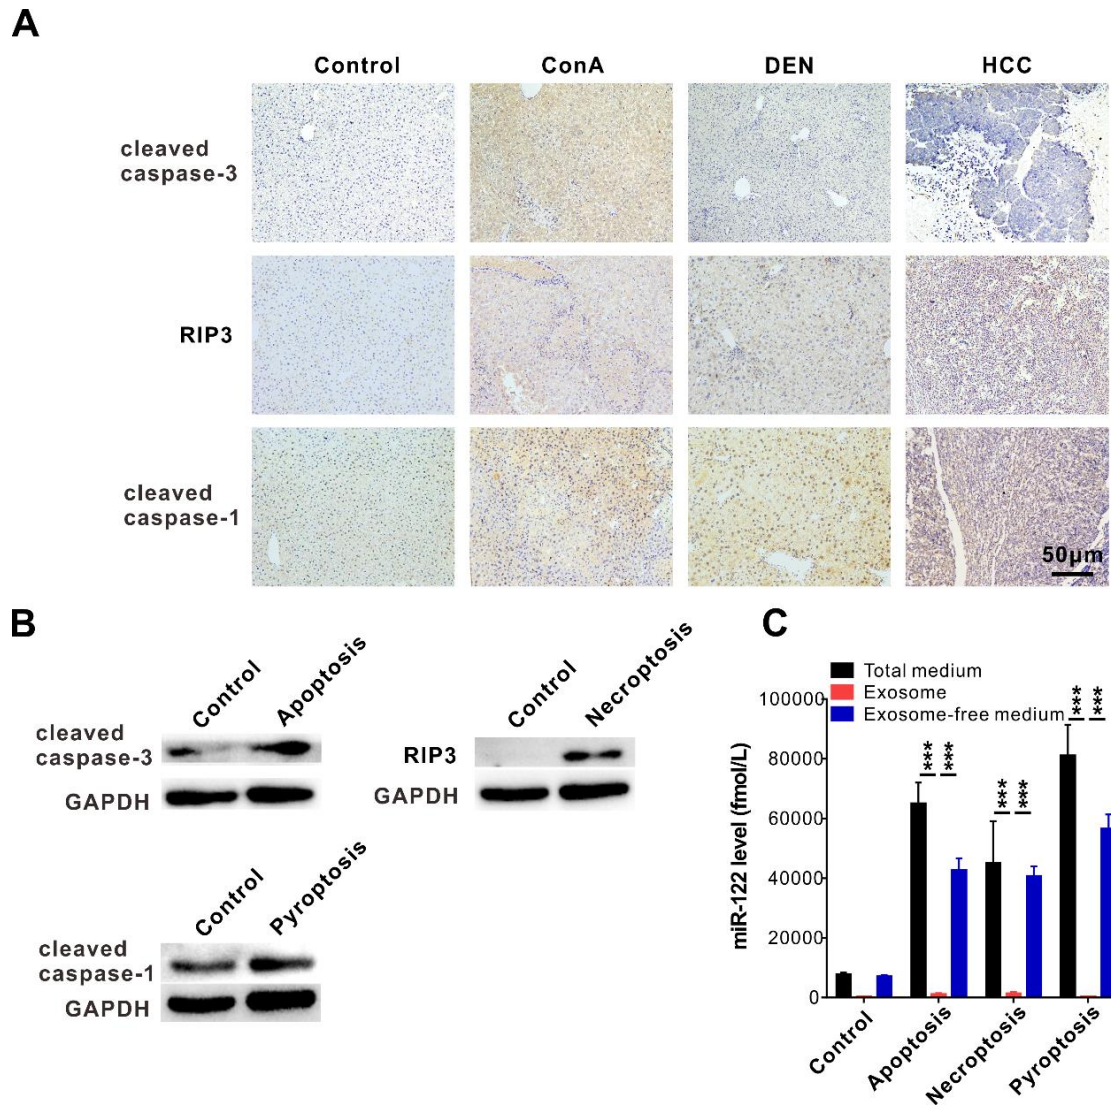 A
Control
ConA
DEN
HCC
cleaved
caspase-3
RIP3
cleaved
caspase-1
50μm
B
Control
Apoptosis
cleaved
caspase-3
GAPDH
Control
Necroptosis
RIP3
GAPDH
Control
Pyroptosis
cleaved
caspase-1
GAPDH
C
Total medium
Exosome
Exosome-free medium
miR-122 level (fmol/L)
100000
80000
60000
40000
20000
0
***
***
***
***
***
***
Control
Apoptosis
Necroptosis
Pyroptosis